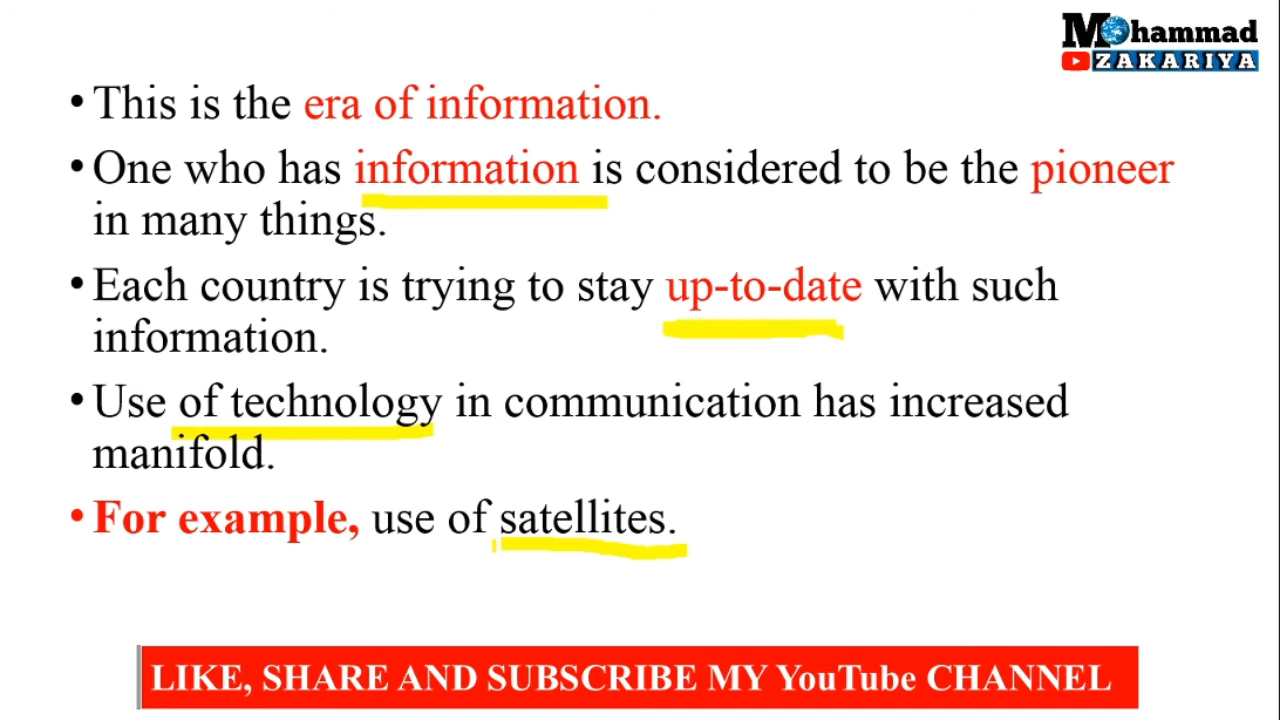 Mohammad
ZAKARIYA
• This is the era of information.
• One who has information is considered to be the pioneer
in many things.
• Each country is trying to stay up-to-date with such
information.
• Use of technology in communication has increased
manifold.
• For example, use of satellites.
LIKE, SHARE AND SUBSCRIBE MY YouTube CHANNEL